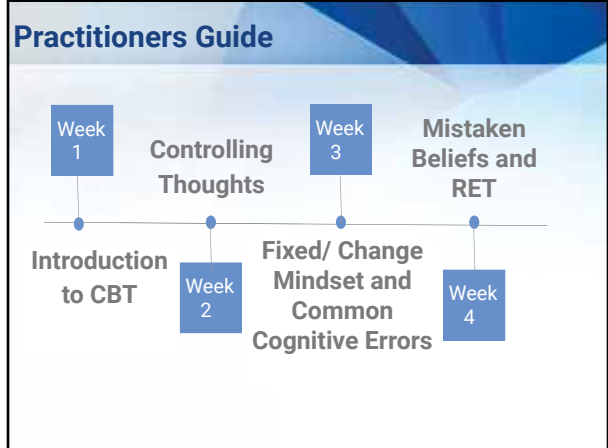 Practitioners Guide
Week
1
Introduction
to CBT
Controlling
Thoughts
Week
2
Week
3
Fixed/ Change
Mindset and
Common
Cognitive Errors
Mistaken
Beliefs and
RET
Week
4